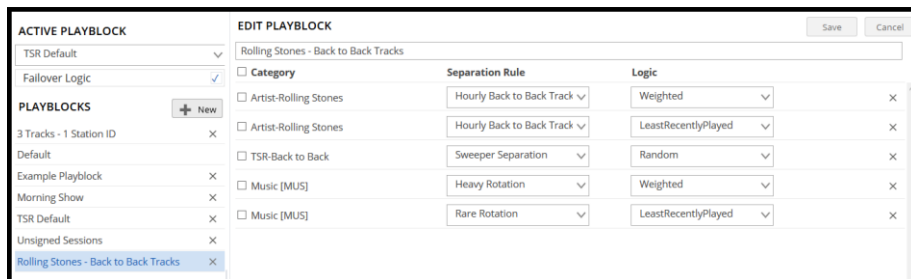 ACTIVE PLAYBLOCK
TSR Default
Failover Logic
PLAYBLOCKS
New
3 Tracks - 1 Station ID
Default
Example Playblock
Morning Show
TSR Default
Unsigned Sessions
Rolling Stones - Back to Back Tracks
EDIT PLAYBLOCK
Save Cancel
Rolling Stones - Back to Back Tracks
Category Separation Rule Logic
Artist-Rolling Stones Hourly Back to Back Track Weighted
Artist-Rolling Stones Hourly Back to Back Track LeastRecentlyPlayed
TSR-Back to Back Sweeper Separation Random
Music [MUS] Heavy Rotation Weighted
Music [MUS] Rare Rotation LeastRecentlyPlayed